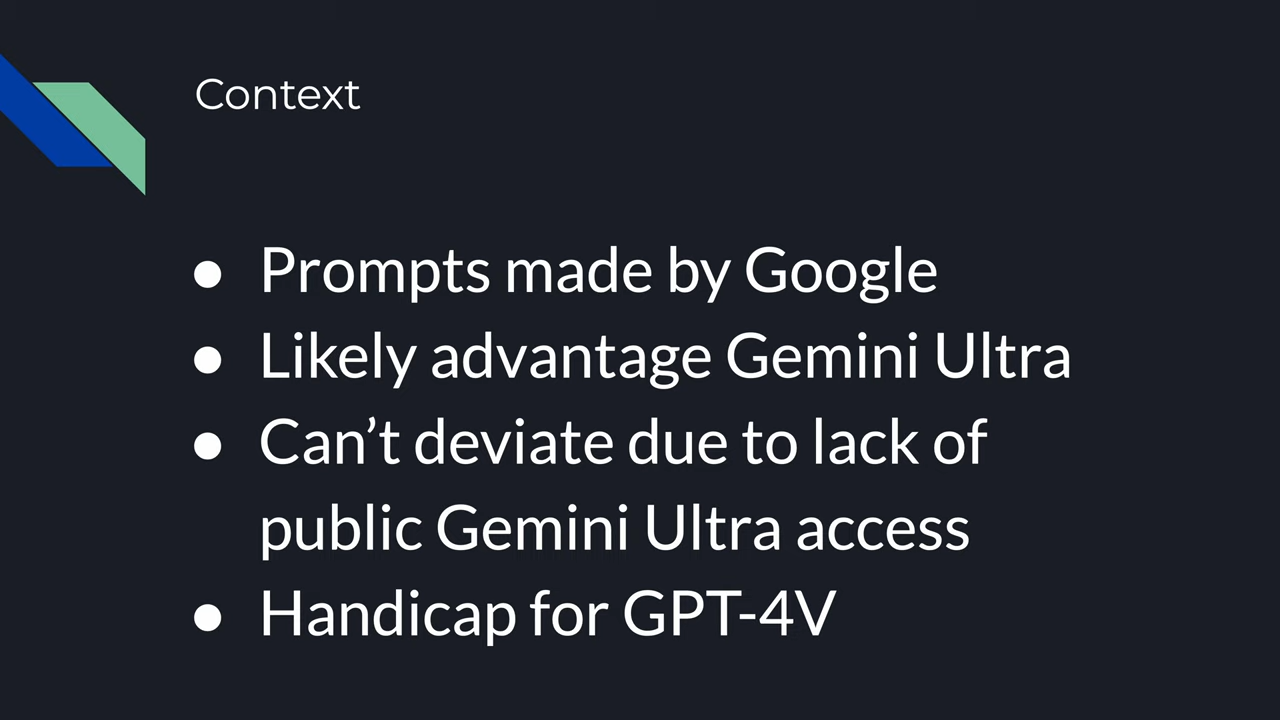 Context
● Prompts made by Google
● Likely advantage Gemini Ultra
● Can’t deviate due to lack of
public Gemini Ultra access
● Handicap for GPT-4V